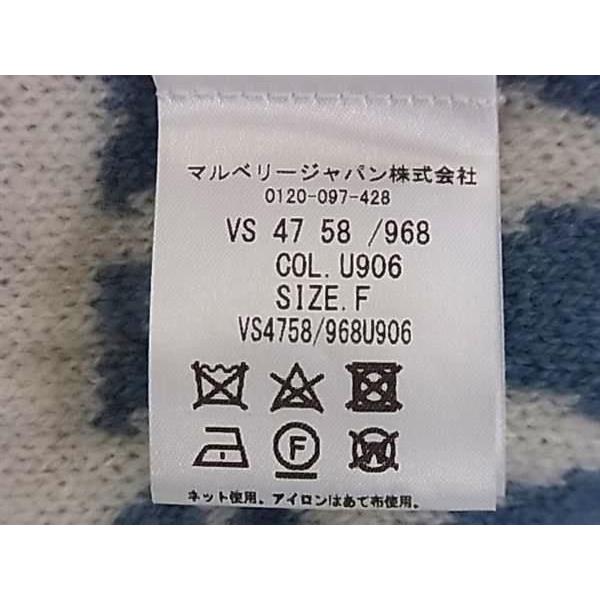 マルベリージャパン株式会社
0120-097-428
VS 47 58 /968
COL.U906
SIZE.F
VS4758/968U906
F W
ネット使用。アイロンはあて布使用。